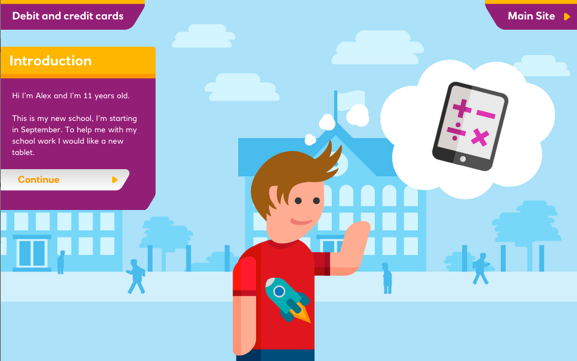 Debit and credit cards
Main Site
Introduction
Hi I'm Alex and I'm 11 years old.
This is my new school, I'm starting
in September. To help me with my
school work I would like a new
tablet.
Continue